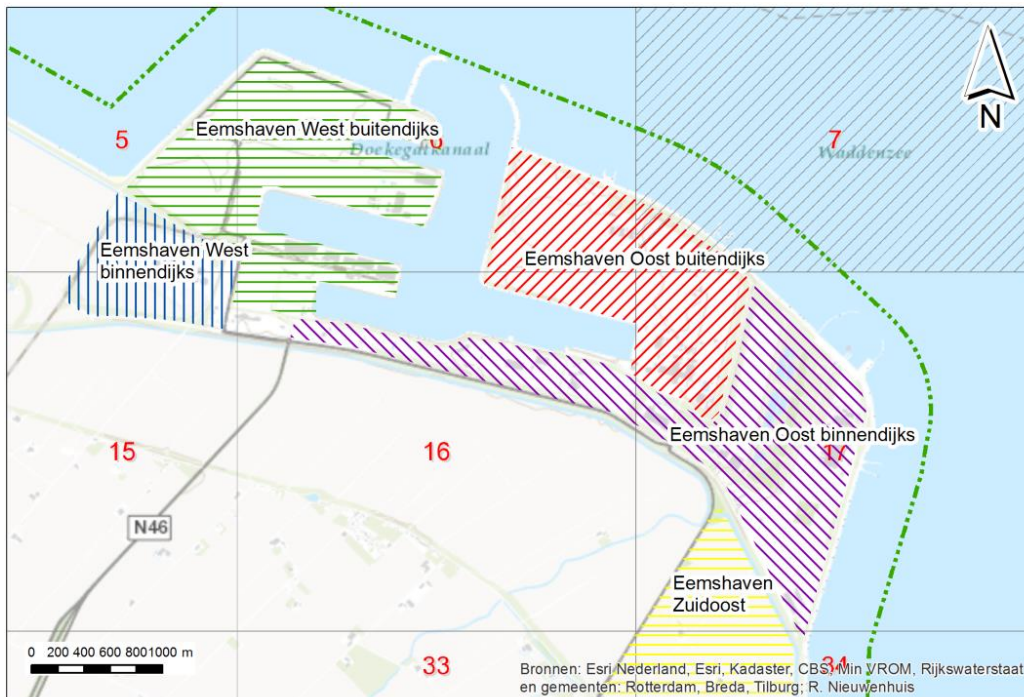 N
5
6
7
Eemshaven West buitendijks
Doekegatkanaal
Waddenzee
Eemshaven West
binnendijks
Eemshaven Oost buitendijks
Eemshaven Oost binnendijks
15
16
17
N46
Eemshaven
Zuidoost
0 200 400 600 8001000 m
33
34
Bronnen: Esri Nederland, Esri, Kadaster, CBS, Min VROM, Rijkswaterstaat
en gemeenten: Rotterdam, Breda, Tilburg; R. Nieuwenhuis